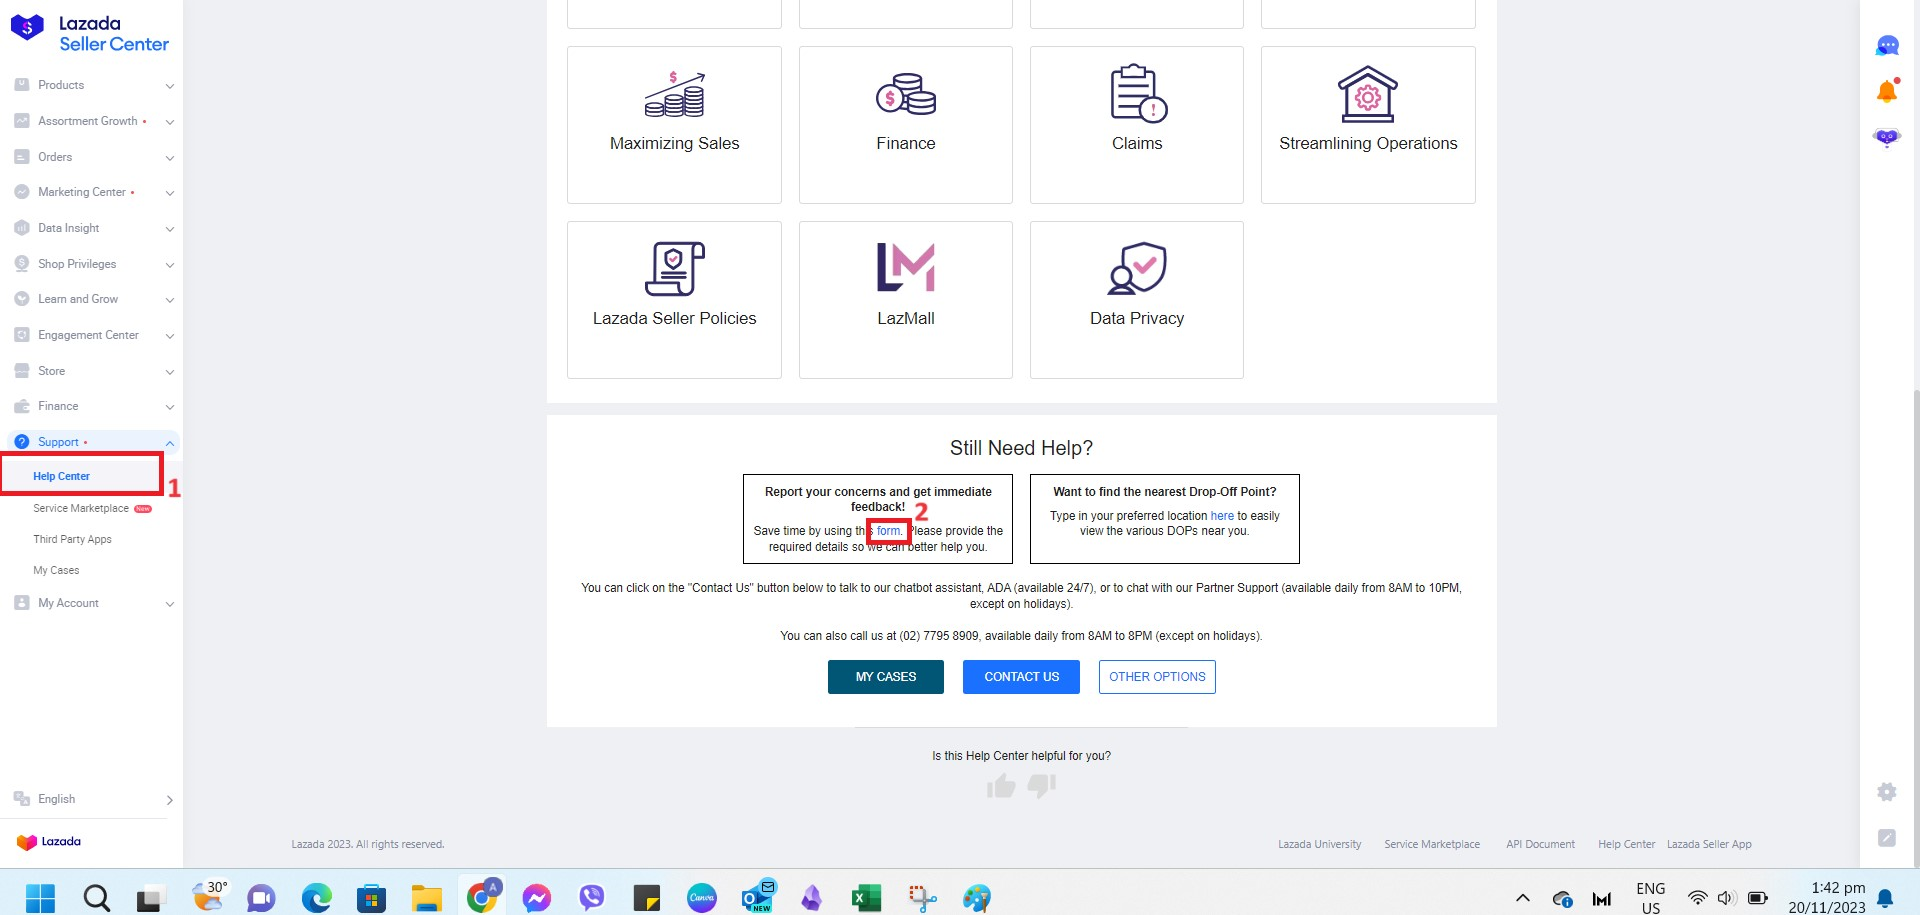 Lazada
Seller Center
Products
Assortment Growth
Orders
Marketing Center
Data Insight
Shop Privileges
Learn and Grow
Engagement Center
Store
Finance
Support
Help Center
1
Service Marketplace New
Third Party Apps
My Cases
My Account
English
Lazada
Maximizing Sales
Finance
Claims
Streamlining Operations
Lazada Seller Policies
LM
LazMall
Data Privacy
Still Need Help?
Report your concerns and get immediate
feedback!
2
Save time by using this form. Please provide the
required details so we can better help you.
Want to find the nearest Drop-Off Point?
Type in your preferred location here to easily
view the various DOPs near you.
You can click on the "Contact Us" button below to talk to our chatbot assistant, ADA (available 24/7), or to chat with our Partner Support (available daily from 8AM to 10PM,
except on holidays).
You can also call us at (02) 7795 8909, available daily from 8AM to 8PM (except on holidays).
MY CASES
CONTACT US
OTHER OPTIONS
Is this Help Center helpful for you?
Lazada 2023. All rights reserved.
Lazada University
Service Marketplace
API Document
Help Center
Lazada Seller App
30°
A
Canva
NEW
ENG
US
1:42 pm
20/11/2023